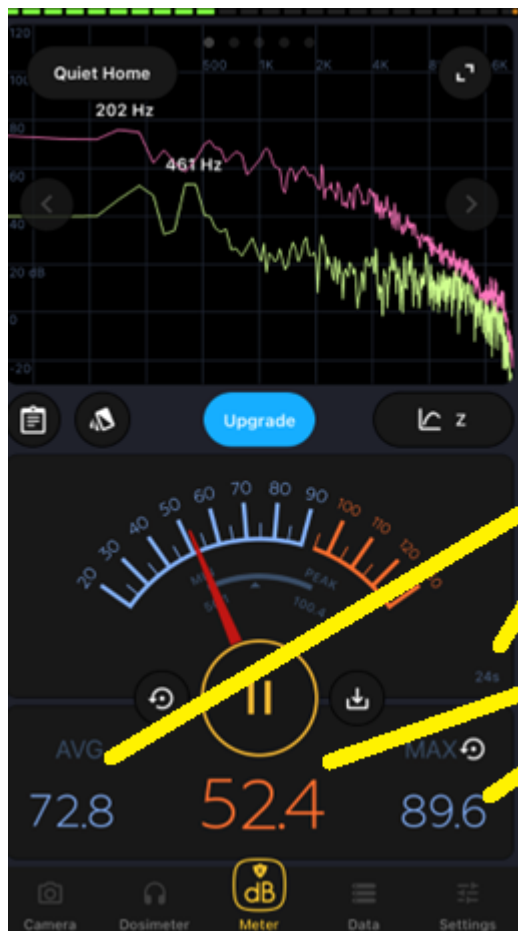 120
500 1K 2K 4K
Quiet Home
202 Hz
80
461 Hz
60
40
20 dB
0
-20
Upgrade
Z
20 30 40 50 60 70 80 90 100 110 120
PEAK
100.4
24s
AVG MAX
72.8 52.4 89.6
dB
Camera Dosimeter Meter Data Settings